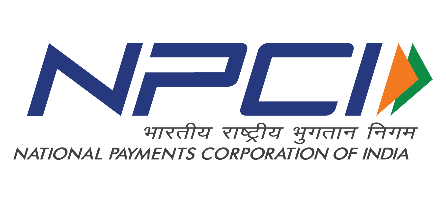 NPCI
भारतीय राष्ट्रीय भुगतान निगम
NATIONAL PAYMENTS CORPORATION OF INDIA